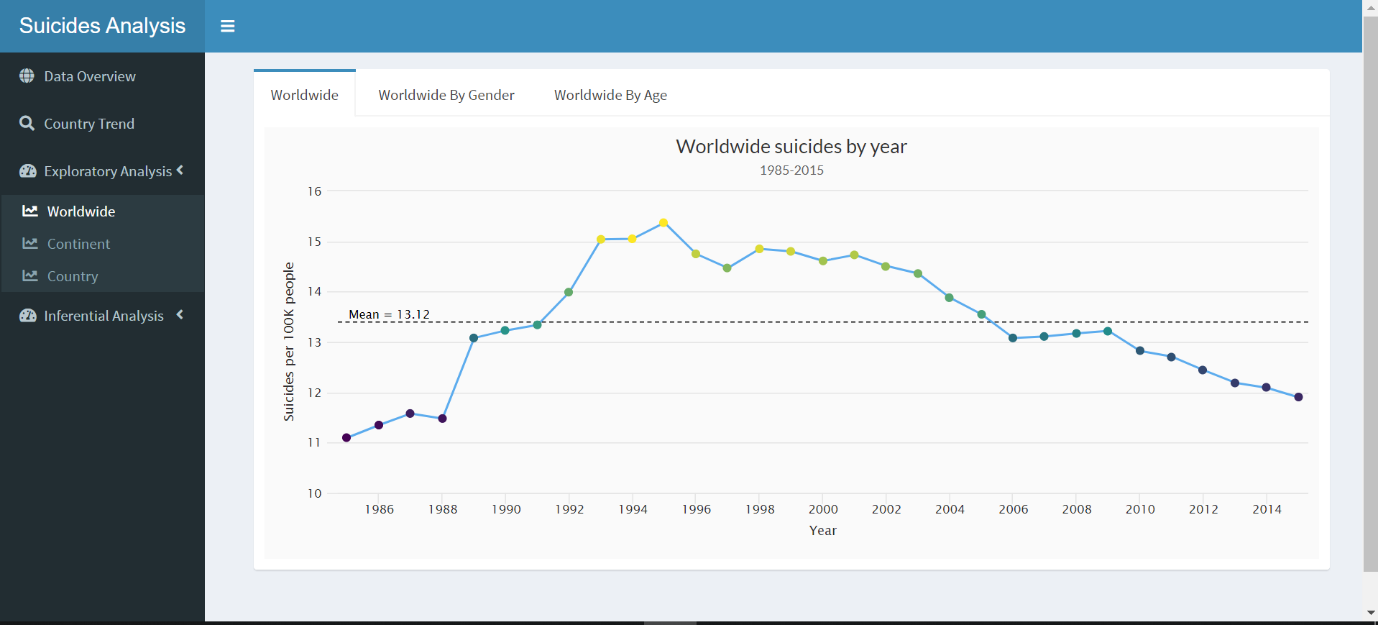 Suicides Analysis
Data Overview
Country Trend
Exploratory Analysis
Worldwide
Continent
Country
Inferential Analysis
Worldwide Worldwide By Gender Worldwide By Age
Worldwide suicides by year
1985-2015
Suicides per 100K people
16
15
14
Mean = 13.12
13
12
11
10
1986 1988 1990 1992 1994 1996 1998 2000 2002 2004 2006 2008 2010 2012 2014
Year